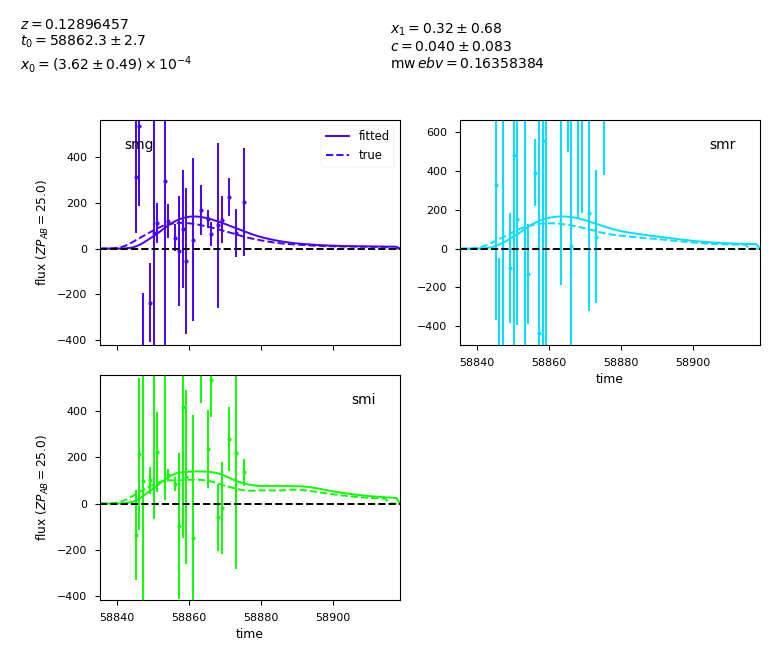 z = 0.12896457
t₀ = 58862.3 ± 2.7
x₀ = (3.62 ± 0.49) × 10⁻⁴
x₁ = 0.32 ± 0.68
c = 0.040 ± 0.083
mw ebv = 0.16358384
smg
fitted
true
400
200
0
−200
−400
flux (ZP_AB = 25.0)
smr
600
400
200
0
−200
−400
58840 58860 58880 58900
time
smi
400
200
0
−200
−400
flux (ZP_AB = 25.0)
58840 58860 58880 58900
time